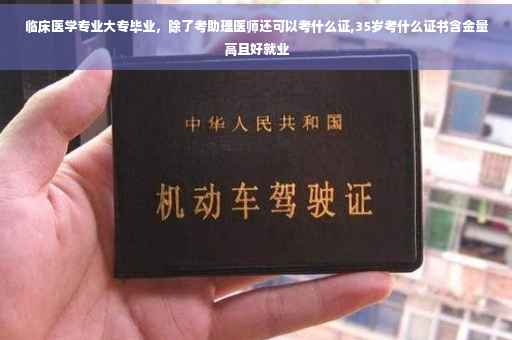 临床医学专业大专毕业，除了考助理医师还可以考什么证,35岁考什么证书含金量
高且好就业
中华人民共和国
机动车驾驶证